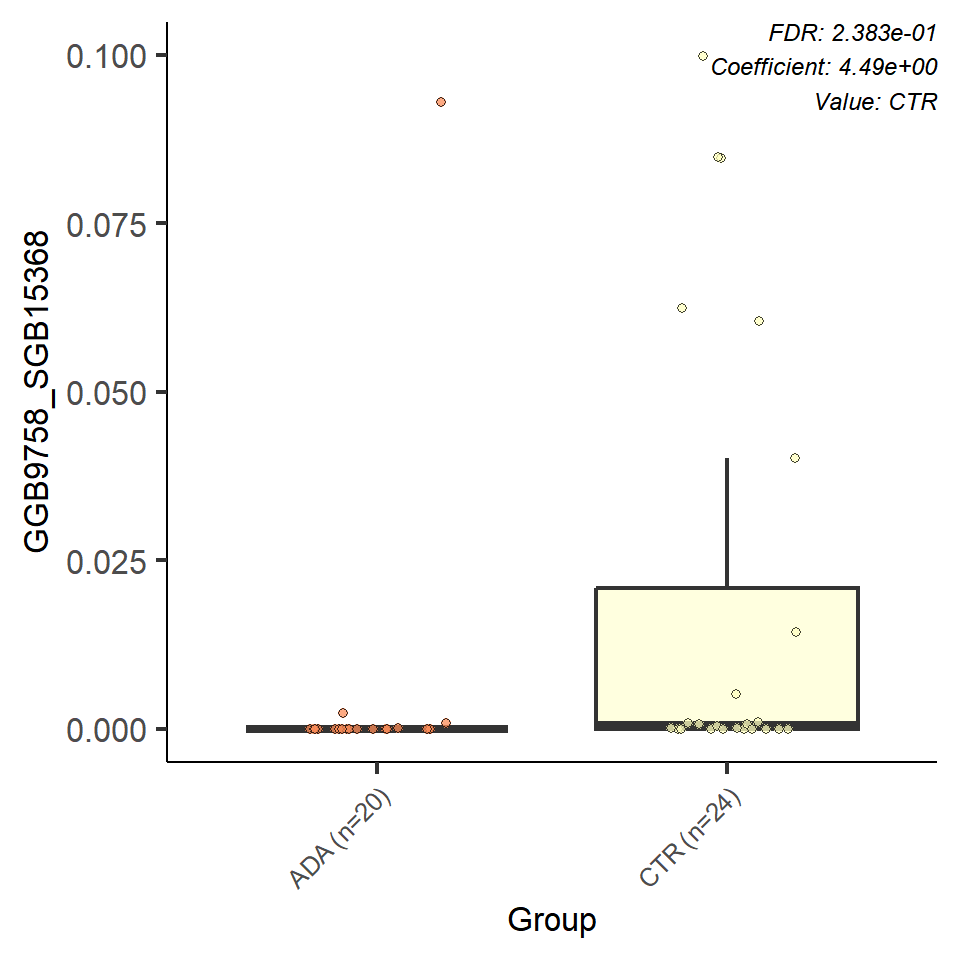 FDR: 2.383e-01
Coefficient: 4.49e+00
Value: CTR
0.100
0.075
0.050
0.025
0.000
GGB9758_SGB15368
ADA (n=20)
CTR (n=24)
Group